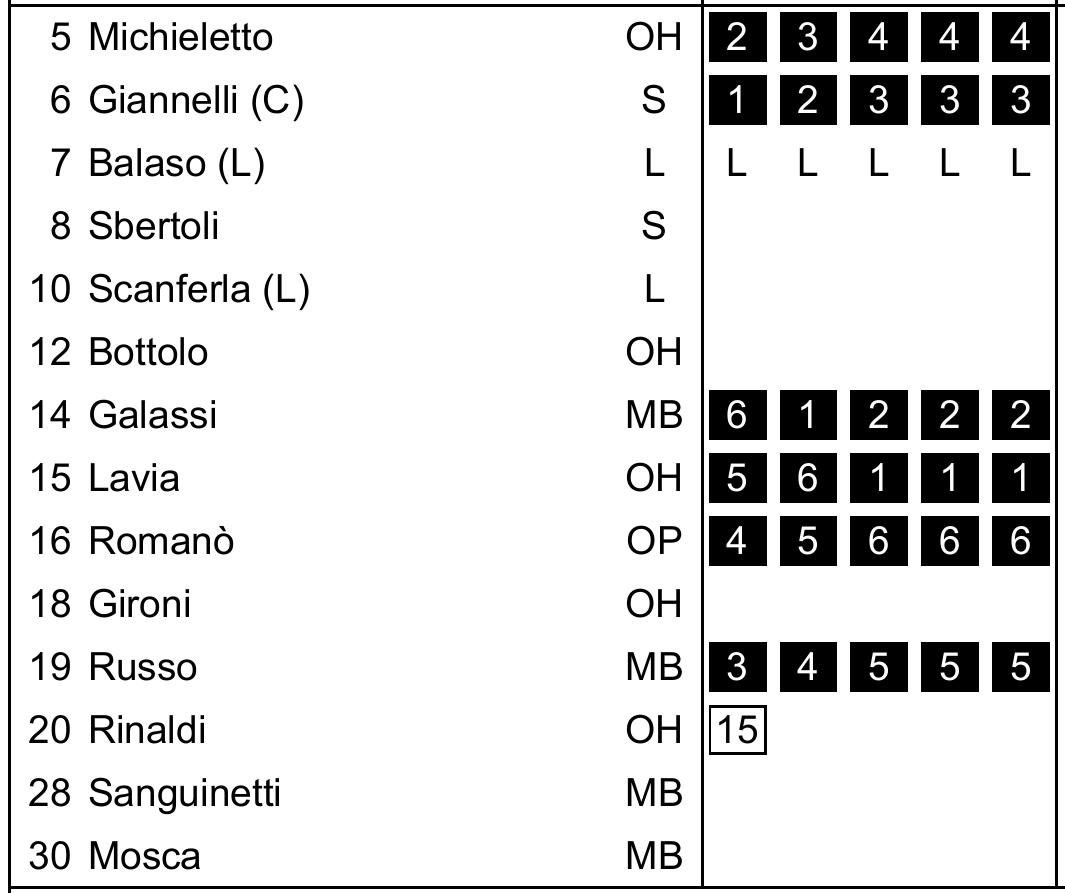 5 Michieletto OH 2 3 4 4 4
6 Giannelli (C) S 1 2 3 3 3
7 Balaso (L) L L L L L L
8 Sbertoli S
10 Scanferla (L) L
12 Bottolo OH
14 Galassi MB 6 1 2 2 2
15 Lavia OH 5 6 1 1 1
16 Romanò OP 4 5 6 6 6
18 Gironi OH
19 Russo MB 3 4 5 5 5
20 Rinaldi OH 15
28 Sanguinetti MB
30 Mosca MB